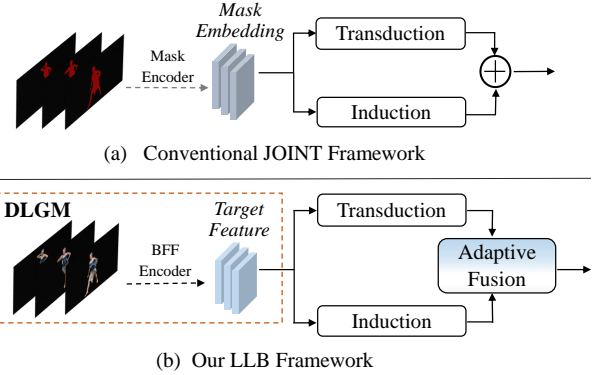 Mask
Embedding
Transduction
Mask
Encoder
Induction
(a) Conventional JOINT Framework
DLGM
Target
Feature
Transduction
BFF
Encoder
Adaptive
Fusion
Induction
(b) Our LLB Framework